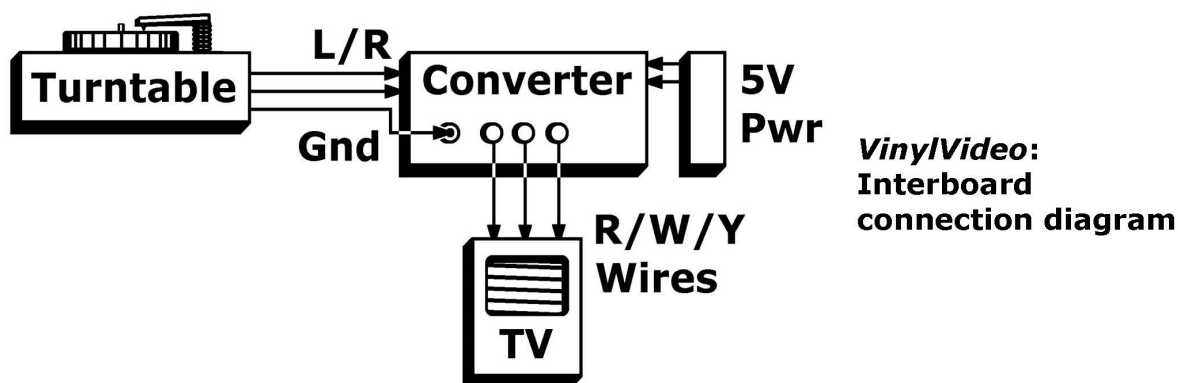 L/R
Turntable
Converter
5V
Pwr
Gnd
VinylVideo:
Interboard
connection diagram
R/W/Y
Wires
TV